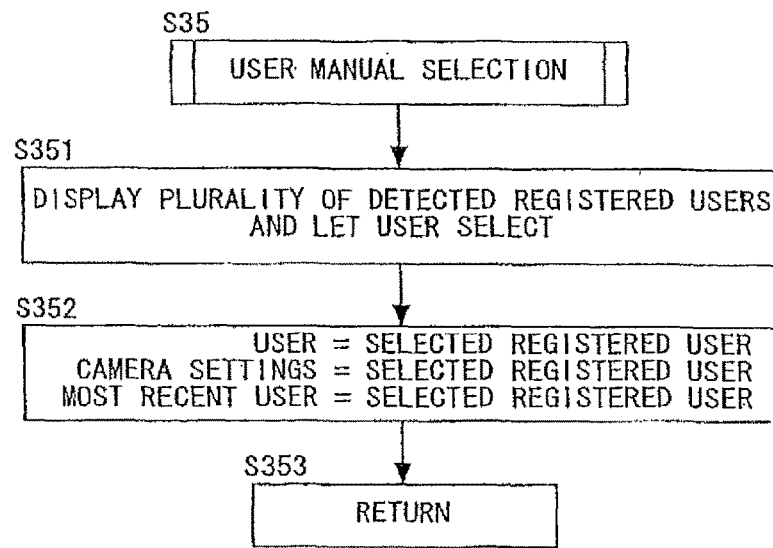 S35
USER MANUAL SELECTION
S351
DISPLAY PLURALITY OF DETECTED REGISTERED USERS
AND LET USER SELECT
S352
USER = SELECTED REGISTERED USER
CAMERA SETTINGS = SELECTED REGISTERED USER
MOST RECENT USER = SELECTED REGISTERED USER
S353
RETURN